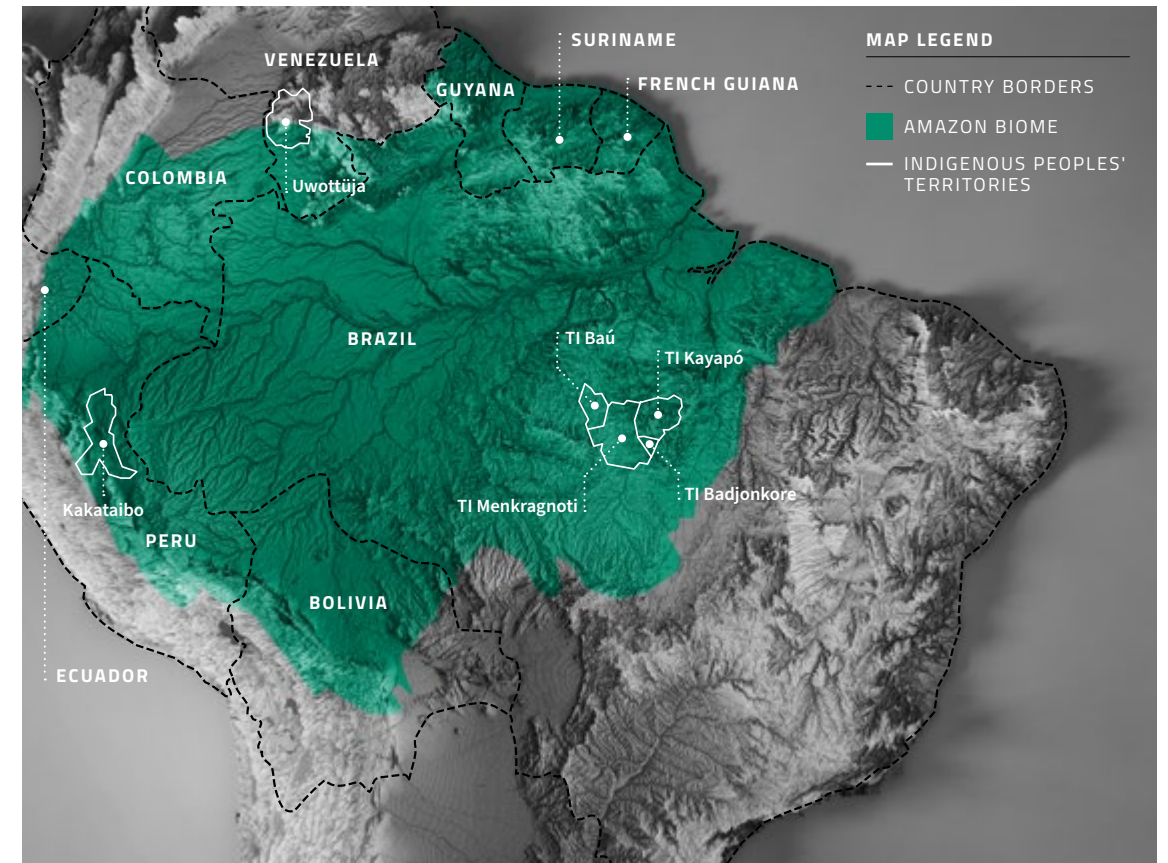 SURINAME
MAP LEGEND
VENEZUELA
FRENCH GUIANA
GUYANA
COUNTRY BORDERS
AMAZON BIOME
INDIGENOUS PEOPLES'
TERRITORIES
COLOMBIA
Uwottüja
BRAZIL
TI Baú
TI Kayapó
TI Badjonkore
TI Menkragnoti
Kakataibo
PERU
BOLIVIA
ECUADOR